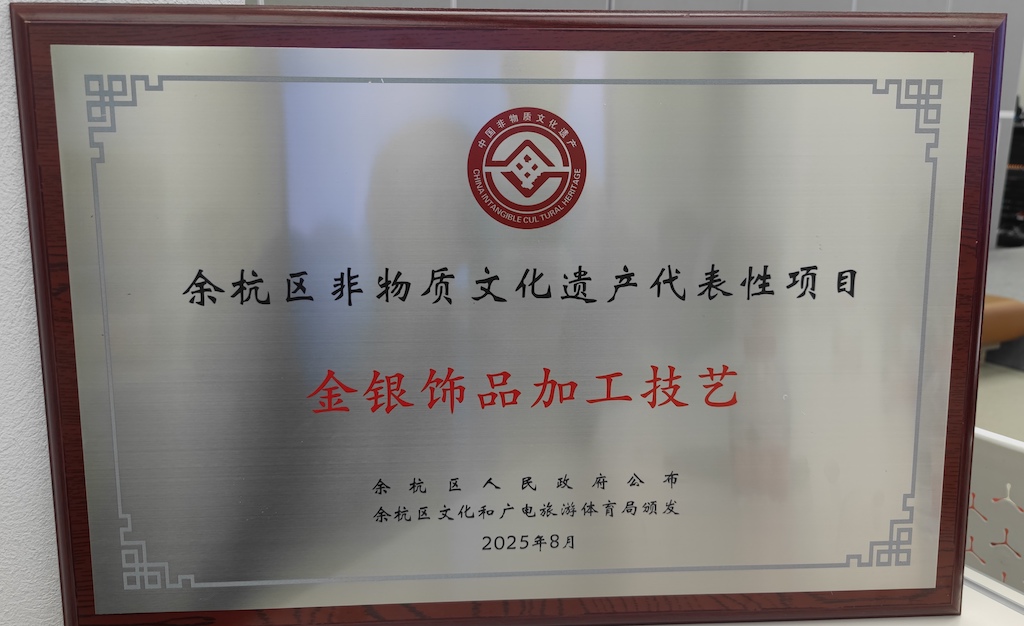 中国非物质文化遗产
CHINA INTANGIBLE CULTURAL HERITAGE
余杭区非物质文化遗产代表性项目
金银饰品加工技艺
余杭区人民政府公布
余杭区文化和广电旅游体育局颁发
2025年8月